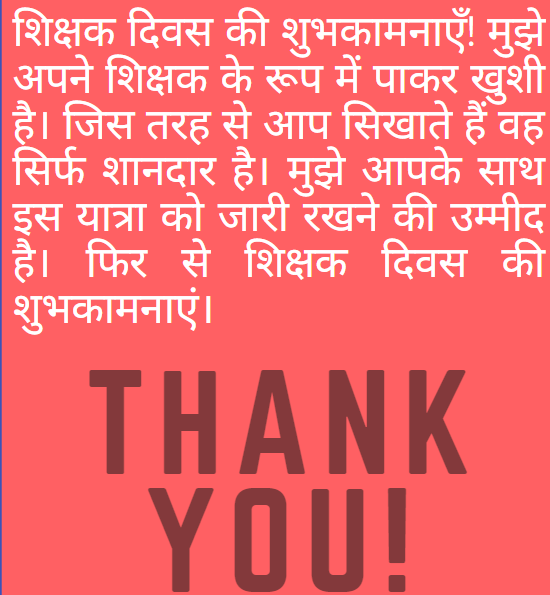 शिक्षक दिवस की शुभकामनाएँ! मुझे
अपने शिक्षक के रूप में पाकर खुशी
है। जिस तरह से आप सिखाते हैं वह
सिर्फ शानदार है। मुझे आपके साथ
इस यात्रा को जारी रखने की उम्मीद
है। फिर से शिक्षक दिवस की
शुभकामनाएं।
THANK
YOU!